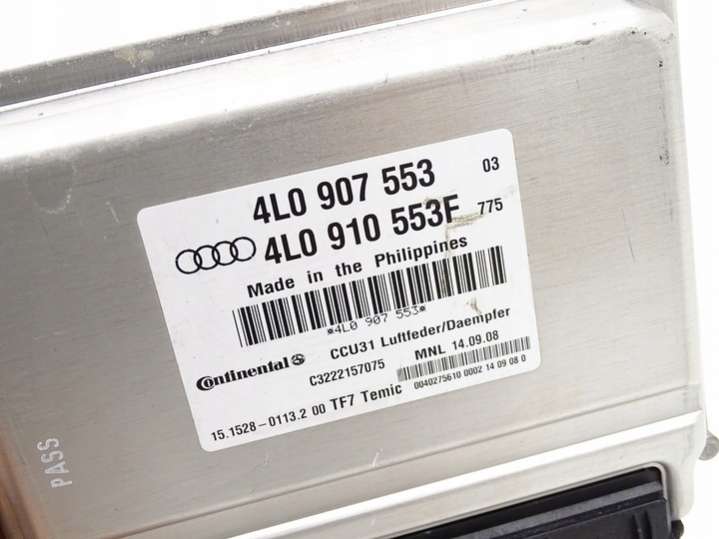 4L0 907 553 03
4L0 910 553F 775
Made in the Philippines
*4L0 907 553*
Continental CCU31 Luftfeder/Daempfer
C3222157075 MNL 14.09.08
15.1528-0113.2 00 TF7 Temic 0040275610 0002 14 09 08 0
PASS